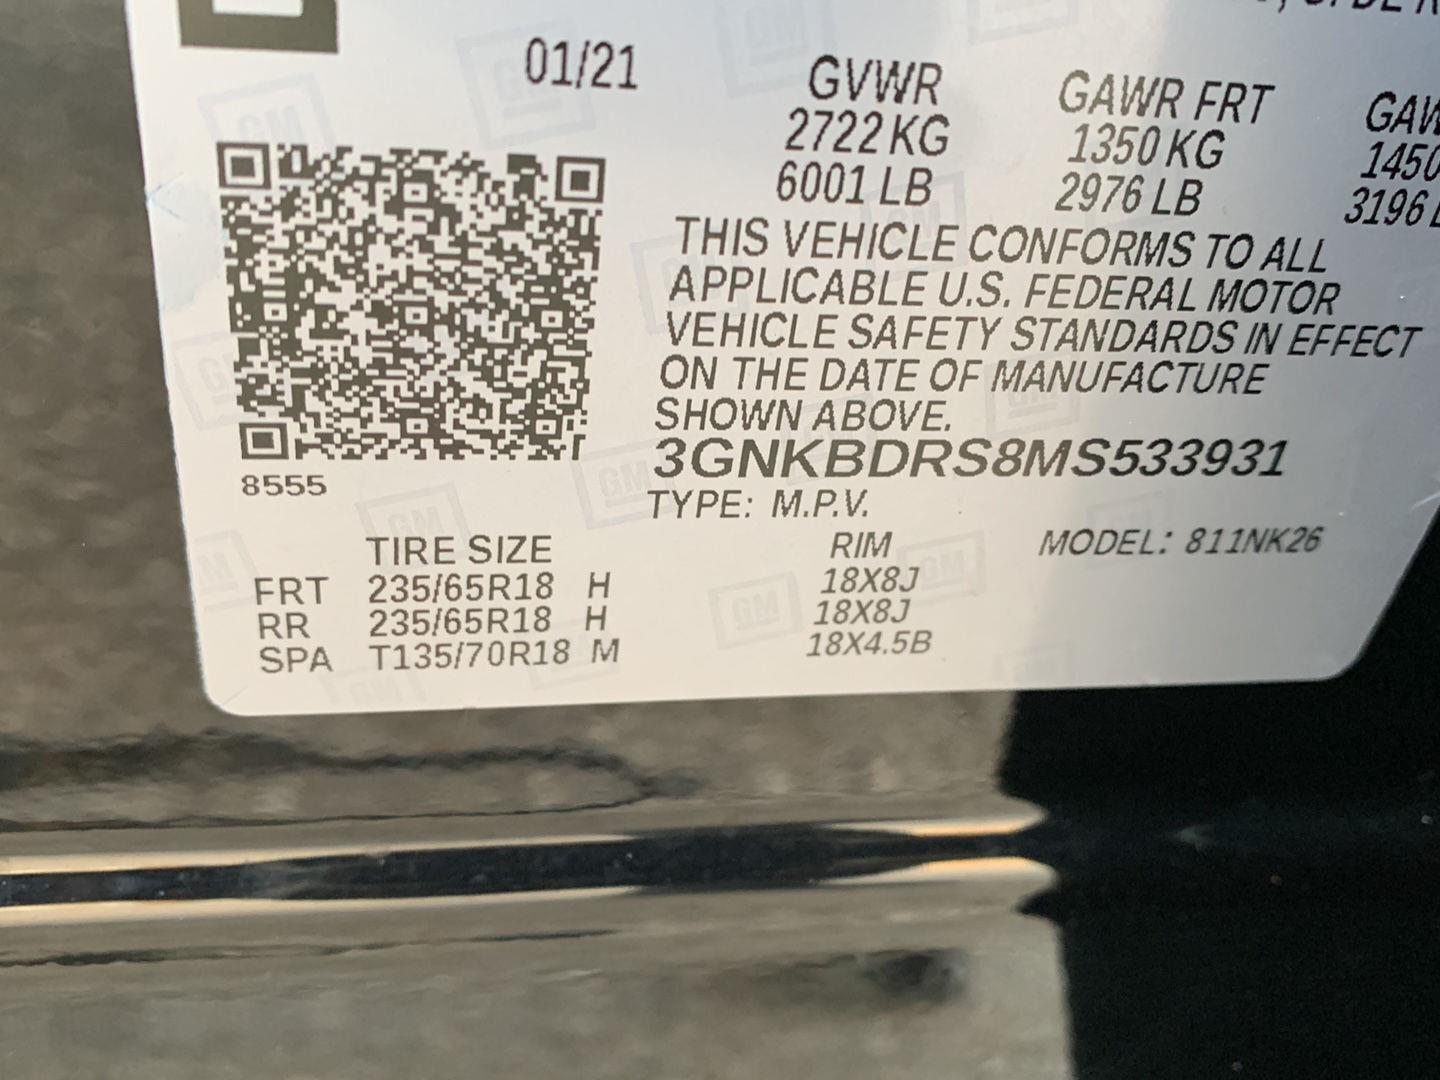 01/21
GVWR GAWR FRT
2722 KG 1350 KG 1450
6001 LB 2976 LB 3196
THIS VEHICLE CONFORMS TO ALL
APPLICABLE U.S. FEDERAL MOTOR
VEHICLE SAFETY STANDARDS IN EFFECT
ON THE DATE OF MANUFACTURE
SHOWN ABOVE.
3GNKBDRS8MS533931
8555
TYPE: M.P.V.
TIRE SIZE RIM MODEL: 811NK26
FRT 235/65R18 H 18X8J
RR 235/65R18 H 18X8J
SPA T135/70R18 M 18X4.5B